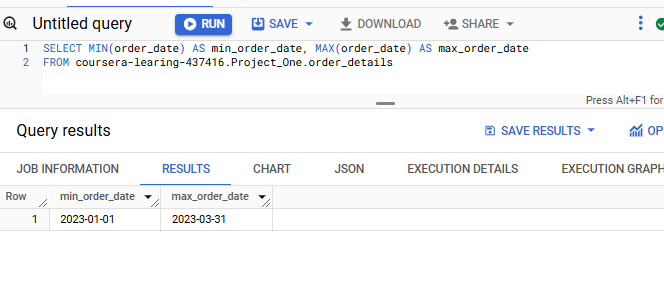 Untitled query RUN SAVE DOWNLOAD SHARE
1 SELECT MIN(order_date) AS min_order_date, MAX(order_date) AS max_order_date
2 FROM coursera-learing-437416.Project_One.order_details
Press Alt+F1 for
Query results SAVE RESULTS OP
JOB INFORMATION RESULTS CHART JSON EXECUTION DETAILS EXECUTION GRAPH
Row min_order_date max_order_date
1 2023-01-01 2023-03-31